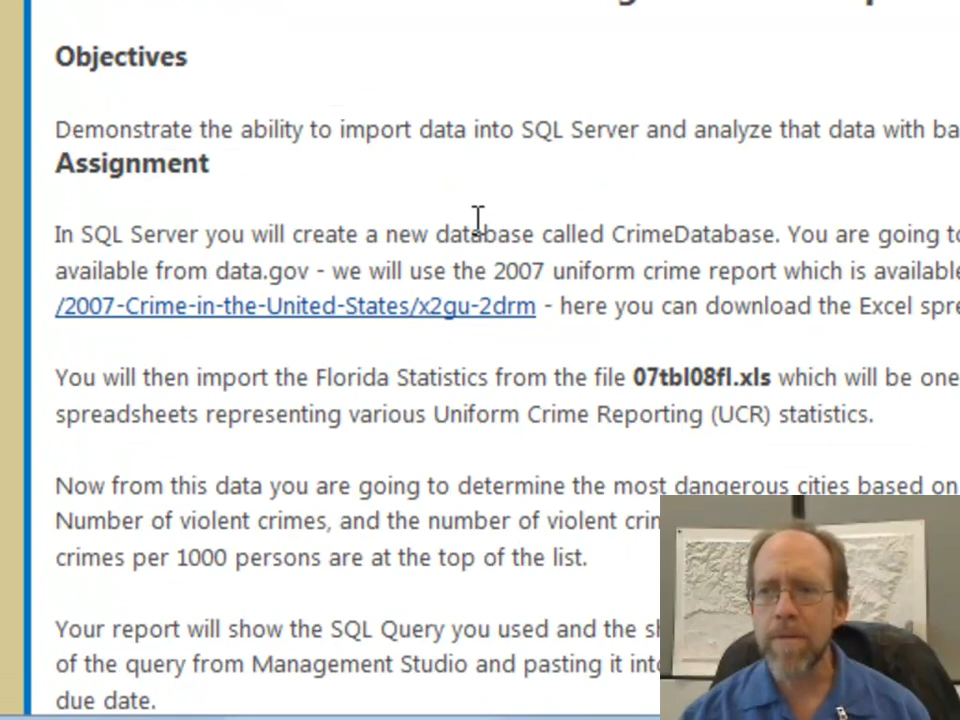 Objectives
Demonstrate the ability to import data into SQL Server and analyze that data with ba
Assignment
In SQL Server you will create a new database called CrimeDatabase. You are going to
available from data.gov - we will use the 2007 uniform crime report which is available
/2007-Crime-in-the-United-States/x2gu-2drm - here you can download the Excel spre
You will then import the Florida Statistics from the file 07tbl08fl.xls which will be one
spreadsheets representing various Uniform Crime Reporting (UCR) statistics.
Now from this data you are going to determine the most dangerous cities based on
Number of violent crimes, and the number of violent crim
crimes per 1000 persons are at the top of the list.
Your report will show the SQL Query you used and the sh
of the query from Management Studio and pasting it into
due date.